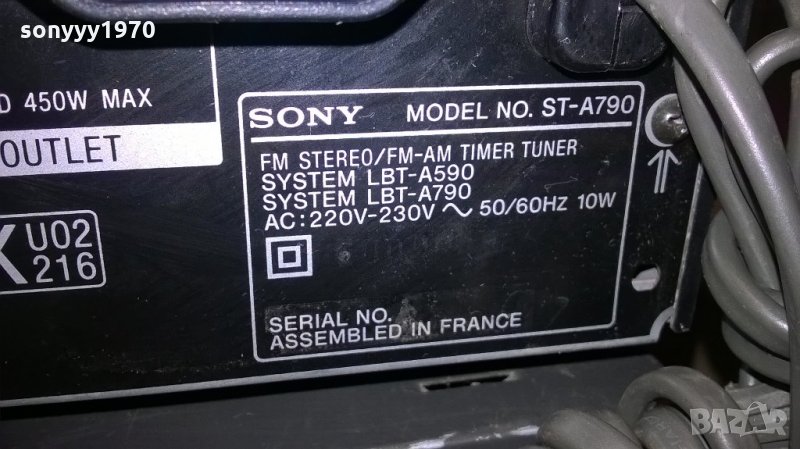 sonyyy1970
D 450W MAX
OUTLET
U02
216
SONY MODEL NO. ST-A790
FM STEREO/FM-AM TIMER TUNER
SYSTEM LBT-A590
SYSTEM LBT-A790
AC:220V-230V ~ 50/60HZ 10W
SERIAL NO.
ASSEMBLED IN FRANCE
BAZAR